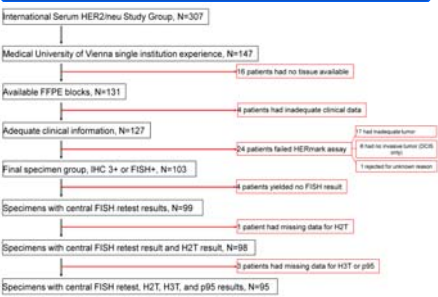 International Serum HER2/neu Study Group, N=307
Medical University of Vienna single institution experience, N=147
16 patients had no tissue available
Available FFPE blocks, N=131
4 patients had inadequate clinical data
Adequate clinical information, N=127
17 had inadequate tumor
24 patients failed HERmark assay
6 had no invasive tumor (DCIS only)
1 rejected for unknown reason
Final specimen group, IHC 3+ or FISH+, N=103
4 patients yielded no FISH result
Specimens with central FISH retest results, N=99
1 patient had missing data for H2T
Specimens with central FISH retest result and H2T result, N=98
3 patients had missing data for H3T or p95
Specimens with central FISH retest, H2T, H3T, and p95 results, N=95